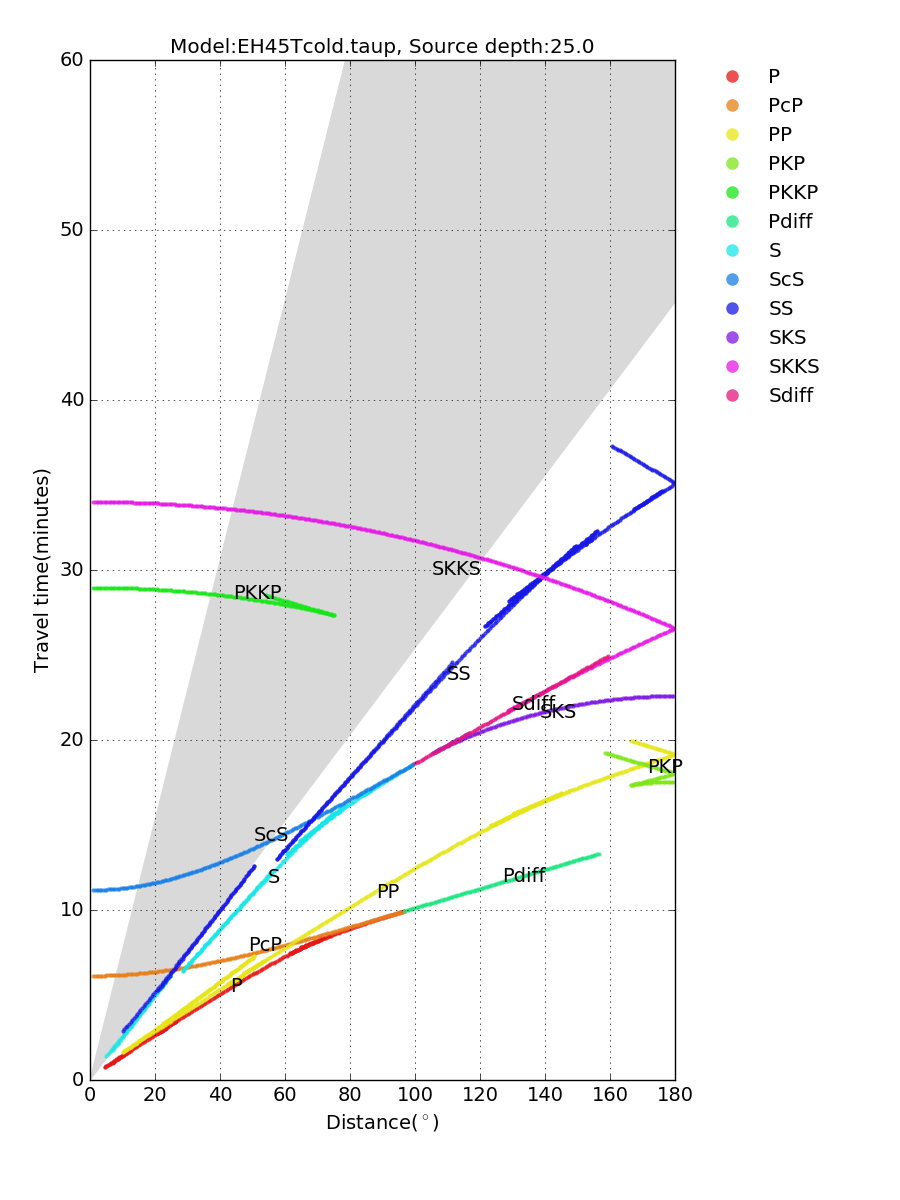 Model:EH45Tcold.taup, Source depth:25.0
60
50
40
30
20
10
0
Travel time(minutes)
SKKS
PKKP
SS
Sdiff
SKS
PKP
ScS
S
Pdiff
PP
PcP
P
0 20 40 60 80 100 120 140 160 180
Distance(°)
P
PcP
PP
PKP
PKKP
Pdiff
S
ScS
SS
SKS
SKKS
Sdiff